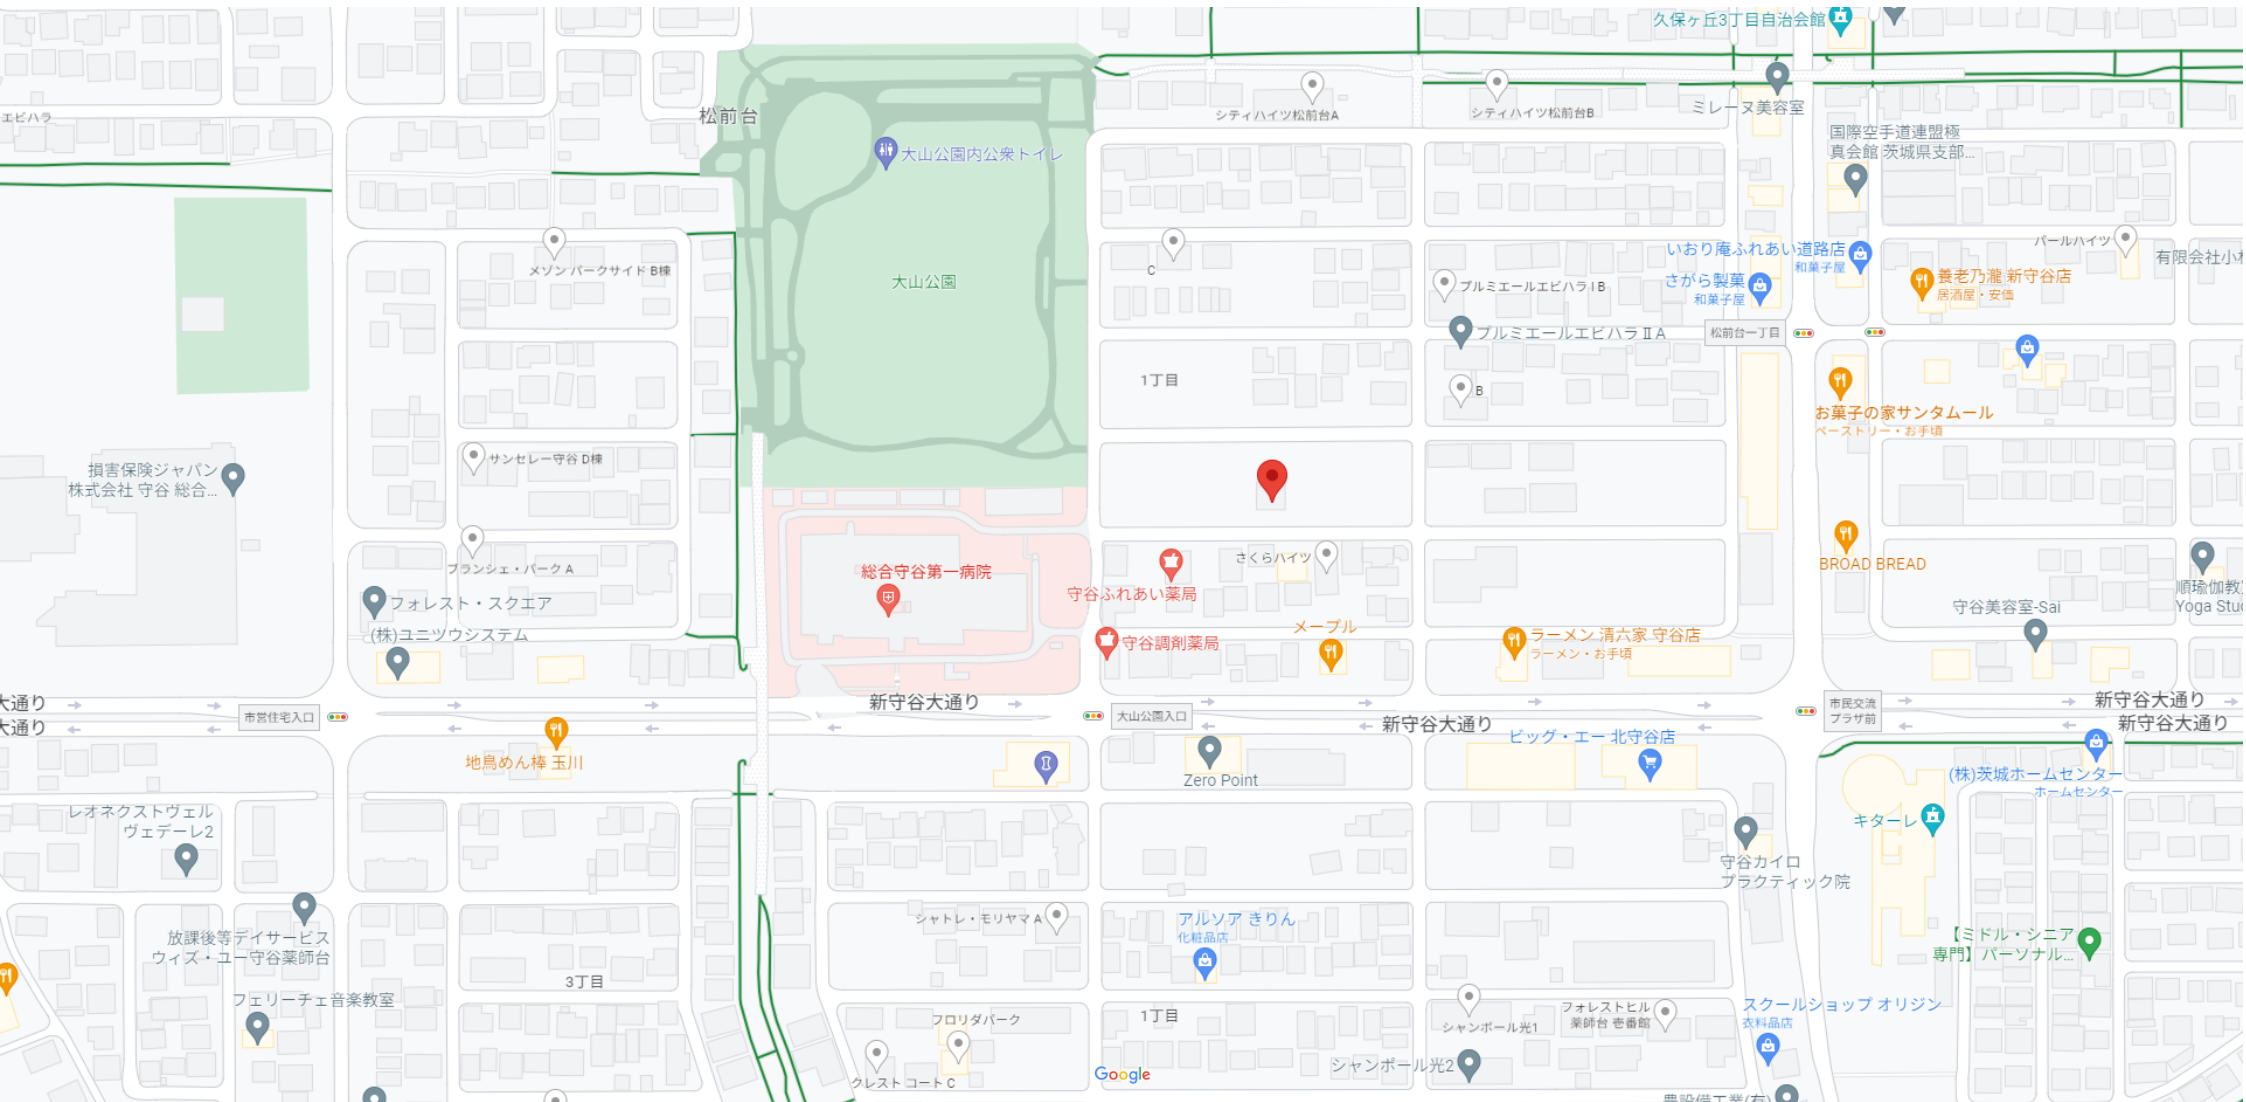 久保ヶ丘3丁目自治会館
ミレーヌ美容室
シティハイツ松前台A
シティハイツ松前台B
松前台
エビハラ
国際空手道連盟極
真会館 茨城県支部...
大山公園内公衆トイレ
大山公園
メゾン パークサイド B棟
C
プルミエールエビハラ I B
いおり庵ふれあい道路店
和菓子屋
さがら製菓
和菓子屋
パールハイツ
有限会社小
養老乃瀧 新守谷店
居酒屋・安価
プルミエールエビハラ II A
松前台一丁目
1丁目
B
お菓子の家サンタムール
ペーストリー・お手頃
損害保険ジャパン
株式会社 守谷 総合...
サンセレー守谷 D棟
ブランシェ・パーク A
フォレスト・スクエア
(株)ユニツウシステム
総合守谷第一病院
守谷ふれあい薬局
さくらハイツ
守谷調剤薬局
メープル
ラーメン 清六家 守谷店
ラーメン・お手頃
BROAD BREAD
守谷美容室-Sai
順瑜伽教
Yoga Stu
大通り
大通り
市営住宅入口
新守谷大通り
大山公園入口
新守谷大通り
市民交流
プラザ前
新守谷大通り
新守谷大通り
地鳥めん棒 玉川
Zero Point
ビッグ・エー 北守谷店
(株)茨城ホームセンター
ホームセンター
レオネクストヴェル
ヴェデーレ2
キターレ
守谷カイロ
プラクティック院
放課後等デイサービス
ウィズ・ユー守谷薬師台
シャトレ・モリヤマ A
アルソア きりん
化粧品店
【ミドル・シニア
専門】パーソナル...
3丁目
フェリーチェ音楽教室
フロリダパーク
1丁目
シャンポール光1
フォレストヒル
薬師台 壱番館
スクールショップ オリジン
衣料品店
クレスト コート C
Google
シャンポール光2
農設備工業(有)